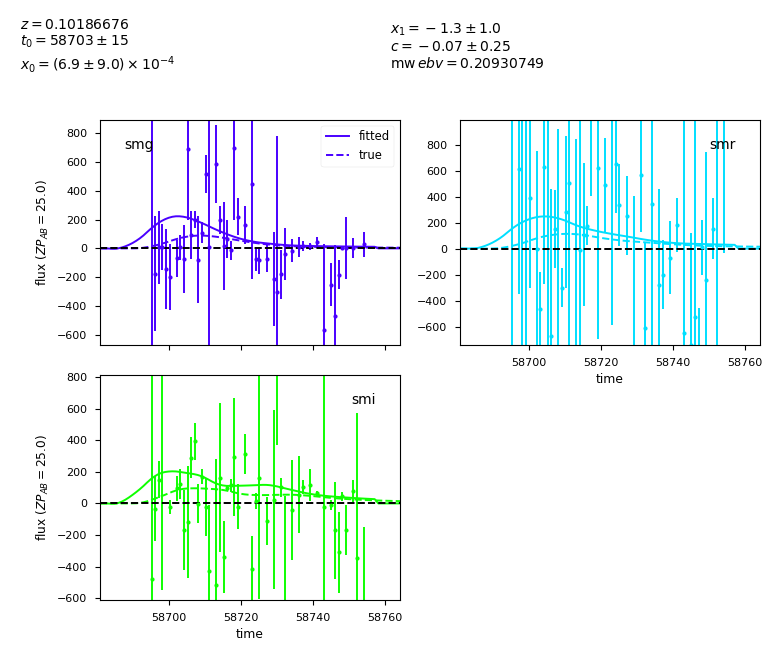 z = 0.10186676
t₀ = 58703 ± 15
x₀ = (6.9 ± 9.0) × 10⁻⁴
x₁ = −1.3 ± 1.0
c = −0.07 ± 0.25
mw ebv = 0.20930749
smg
fitted
true
800
600
400
200
0
−200
−400
−600
flux (ZP_AB = 25.0)
smr
800
600
400
200
0
−200
−400
−600
58700 58720 58740 58760
time
smi
800
600
400
200
0
−200
−400
−600
flux (ZP_AB = 25.0)
58700 58720 58740 58760
time